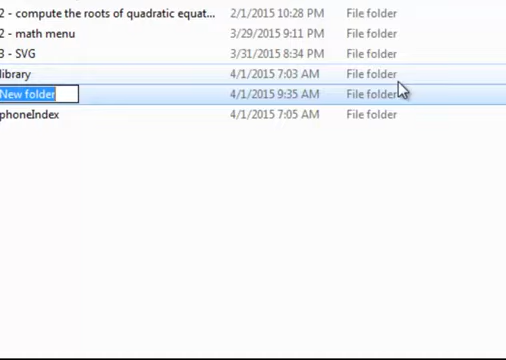 2 - compute the roots of quadratic equat... 2/1/2015 10:28 PM File folder
2 - math menu 3/29/2015 9:11 PM File folder
3 - SVG 3/31/2015 8:34 PM File folder
library 4/1/2015 7:03 AM File folder
New folder 4/1/2015 9:35 AM File folder
phoneIndex 4/1/2015 7:05 AM File folder